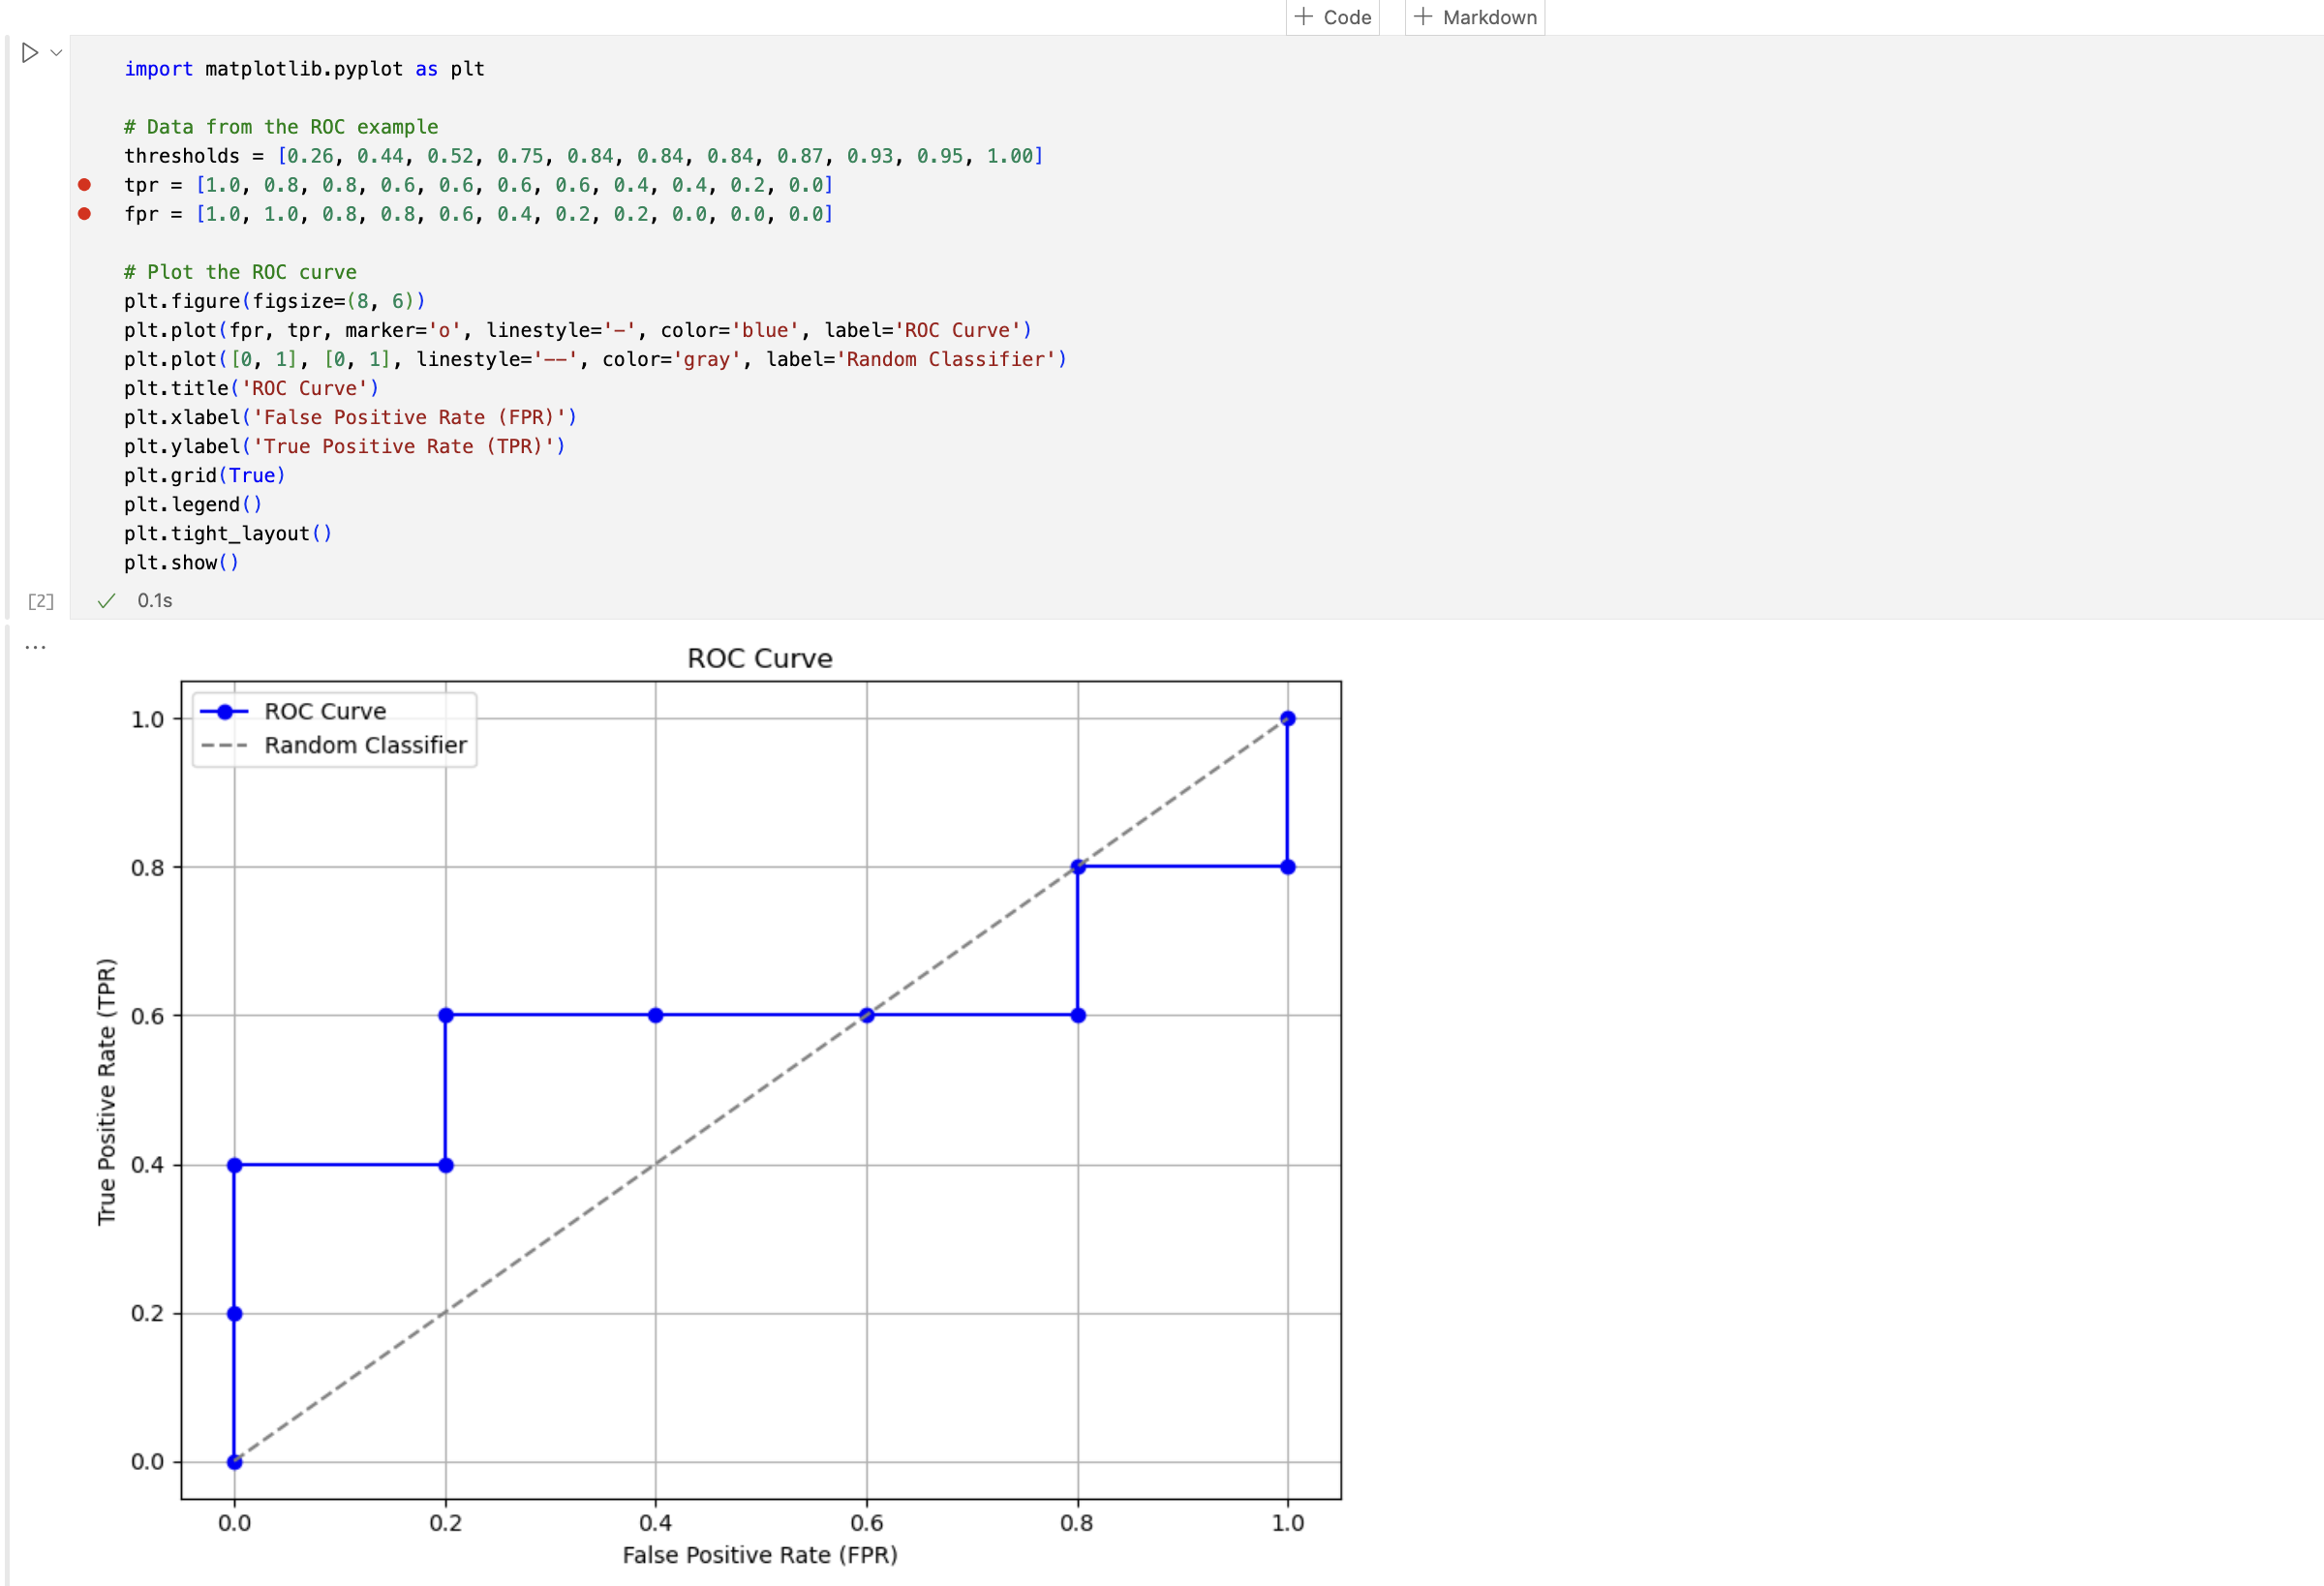 + Code + Markdown
import matplotlib.pyplot as plt
# Data from the ROC example
thresholds = [0.26, 0.44, 0.52, 0.75, 0.84, 0.84, 0.84, 0.87, 0.93, 0.95, 1.00]
tpr = [1.0, 0.8, 0.8, 0.6, 0.6, 0.6, 0.6, 0.4, 0.4, 0.2, 0.0]
fpr = [1.0, 1.0, 0.8, 0.8, 0.6, 0.4, 0.2, 0.2, 0.0, 0.0, 0.0]
# Plot the ROC curve
plt.figure(figsize=(8, 6))
plt.plot(fpr, tpr, marker='o', linestyle='-', color='blue', label='ROC Curve')
plt.plot([0, 1], [0, 1], linestyle='--', color='gray', label='Random Classifier')
plt.title('ROC Curve')
plt.xlabel('False Positive Rate (FPR)')
plt.ylabel('True Positive Rate (TPR)')
plt.grid(True)
plt.legend()
plt.tight_layout()
plt.show()
[2] ✓ 0.1s
...
ROC Curve
ROC Curve
Random Classifier
True Positive Rate (TPR)
1.0
0.8
0.6
0.4
0.2
0.0
0.0 0.2 0.4 0.6 0.8 1.0
False Positive Rate (FPR)